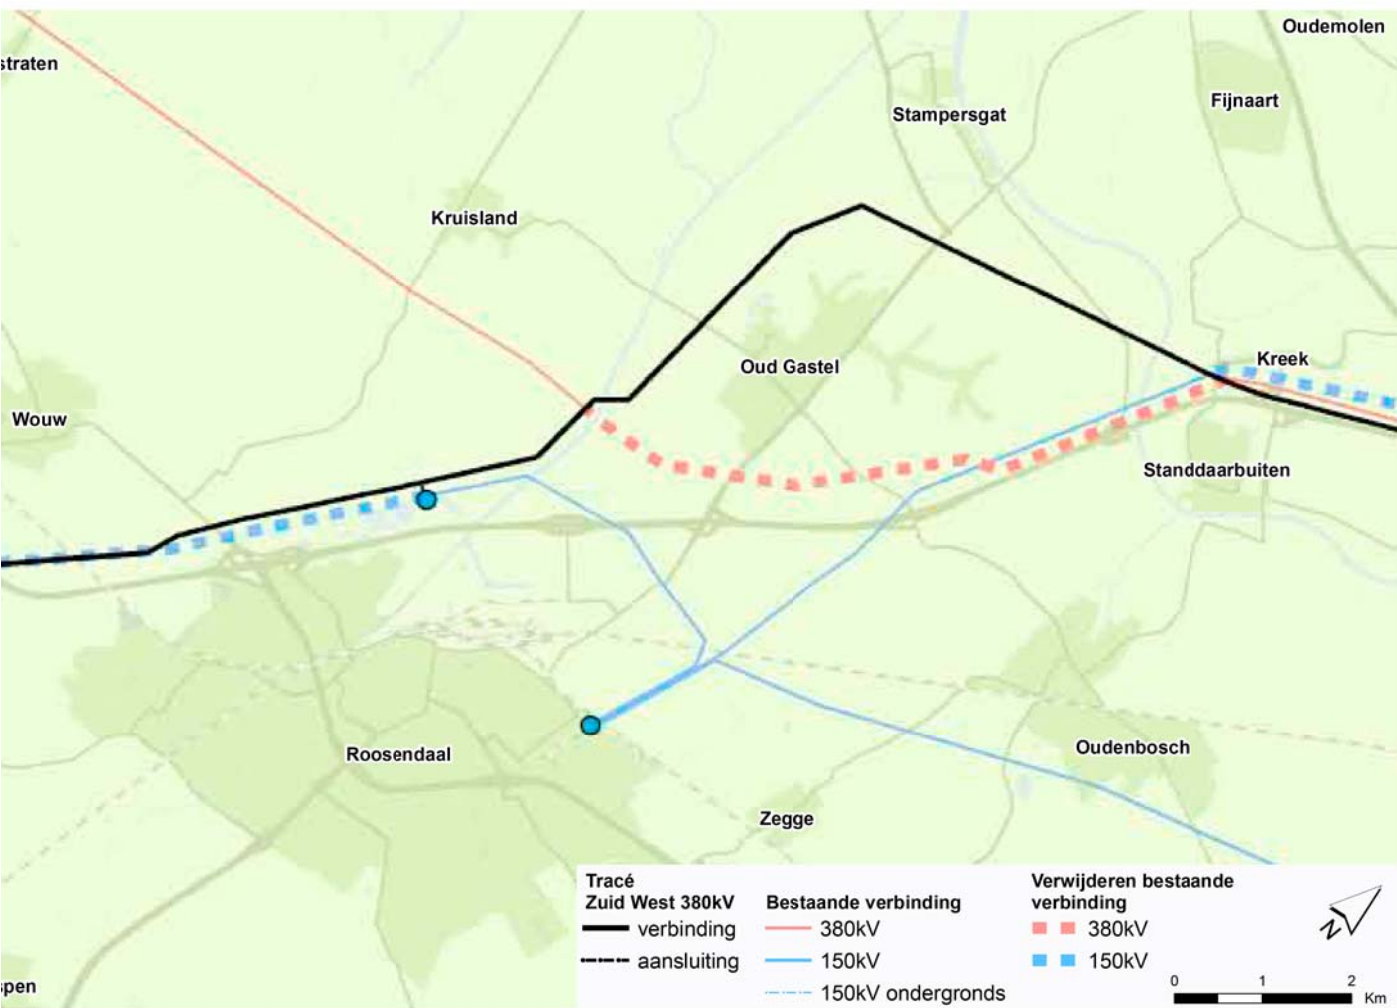 Oudemolen
straten
Fijnaart
Stampersgat
Kruisland
Kreek
Oud Gastel
Wouw
Standdaarbuiten
Roosendaal
Oudenbosch
Zegge
spen
Tracé
Zuid West 380kV
verbinding
aansluiting
Bestaande verbinding
380kV
150kV
150kV ondergronds
Verwijderen bestaande
verbinding
380kV
150kV
N
0 1 2
Km